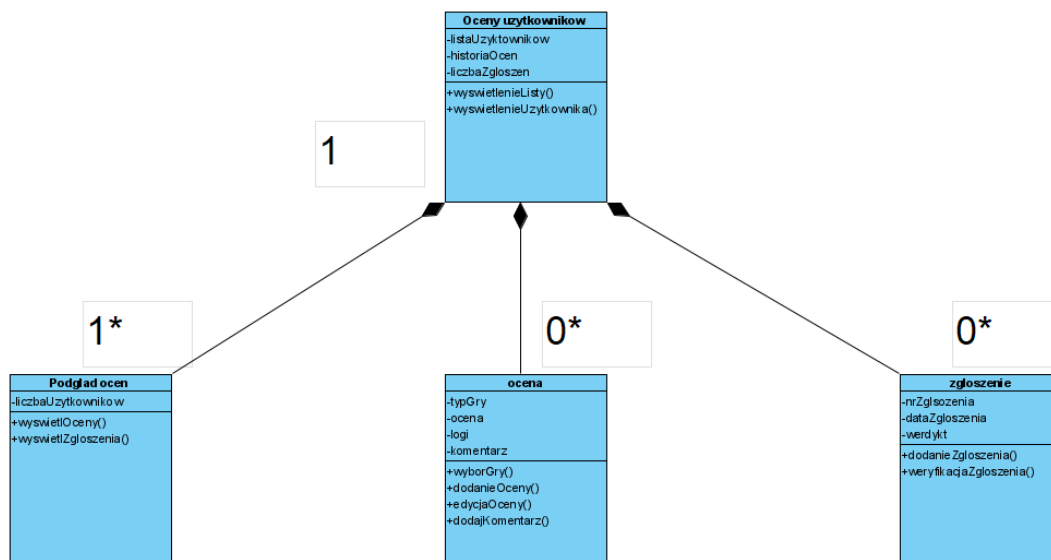 Oceny uzytkownikow
-listaUzyktownikow
-historiaOcen
-liczbaZgloszen
+wyswietlenieListy()
+wyswietlenieUzytkownika()
1
1*
0*
0*
Podglad ocen
-liczbaUzytkownikow
+wyswietlOceny()
+wyswietlZgloszenia()
ocena
-typGry
-ocena
-logi
-komentarz
+wyborGry()
+dodanieOceny()
+edycjaOceny()
+dodajKomentarz()
zgloszenie
-nrZglsozenia
-dataZgloszenia
-werdykt
+dodanieZgloszenia()
+weryfikacjaZgloszenia()